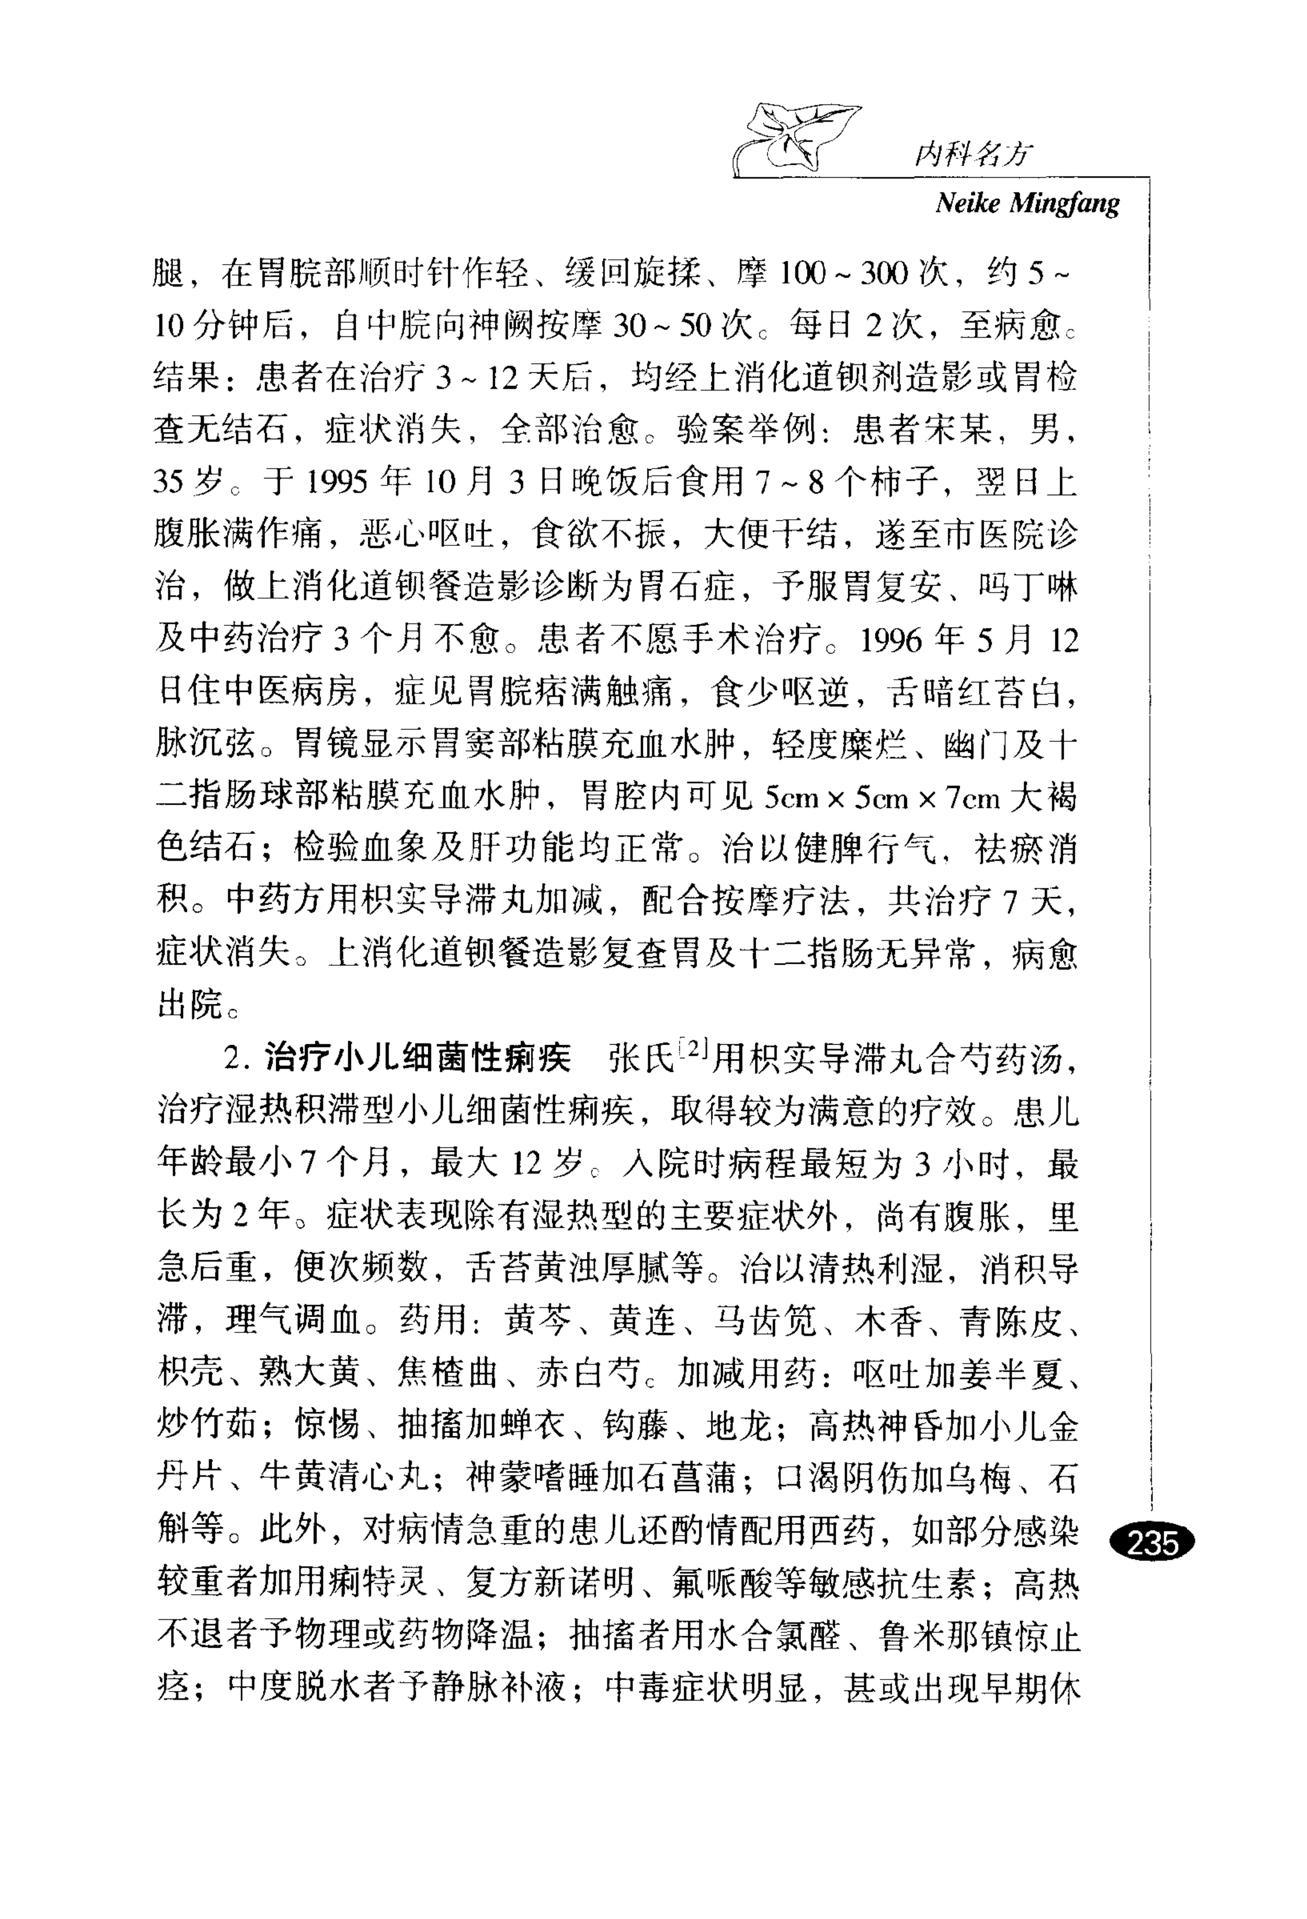 内科名方
Neike Mingfang
腿，在胃脘部顺时针作轻、缓回旋揉、摩 100～300 次，约 5～
10 分钟后，自中脘向神阙按摩 30～50 次。每日 2 次，至病愈。
结果：患者在治疗 3～12 天后，均经上消化道钡剂造影或胃检
查无结石，症状消失，全部治愈。验案举例：患者宋某，男，
35 岁。于 1995 年 10 月 3 日晚饭后食用 7～8 个柿子，翌日上
腹胀满作痛，恶心呕吐，食欲不振，大便干结，遂至市医院诊
治，做上消化道钡餐造影诊断为胃石症，予服胃复安、吗丁啉
及中药治疗 3 个月不愈。患者不愿手术治疗。1996 年 5 月 12
日住中医病房，症见胃脘痞满触痛，食少呕逆，舌暗红苔白，
脉沉弦。胃镜显示胃窦部粘膜充血水肿，轻度糜烂、幽门及十
二指肠球部粘膜充血水肿，胃腔内可见 5cm×5cm×7cm 大褐
色结石；检验血象及肝功能均正常。治以健脾行气，祛瘀消
积。中药方用枳实导滞丸加减，配合按摩疗法，共治疗 7 天，
症状消失。上消化道钡餐造影复查胃及十二指肠无异常，病愈
出院。
2. 治疗小儿细菌性痢疾　张氏[2]用枳实导滞丸合芍药汤，
治疗湿热积滞型小儿细菌性痢疾，取得较为满意的疗效。患儿
年龄最小 7 个月，最大 12 岁。入院时病程最短为 3 小时，最
长为 2 年。症状表现除有湿热型的主要症状外，尚有腹胀，里
急后重，便次频数，舌苔黄浊厚腻等。治以清热利湿，消积导
滞，理气调血。药用：黄芩、黄连、马齿笕、木香、青陈皮、
枳壳、熟大黄、焦楂曲、赤白芍。加减用药：呕吐加姜半夏、
炒竹茹；惊惕、抽搐加蝉衣、钩藤、地龙；高热神昏加小儿金
丹片、牛黄清心丸；神蒙嗜睡加石菖蒲；口渴阴伤加乌梅、石
斛等。此外，对病情急重的患儿还酌情配用西药，如部分感染
较重者加用痢特灵、复方新诺明、氟哌酸等敏感抗生素；高热
不退者予物理或药物降温；抽搐者用水合氯醛、鲁米那镇惊止
痉；中度脱水者予静脉补液；中毒症状明显，甚或出现早期休
235